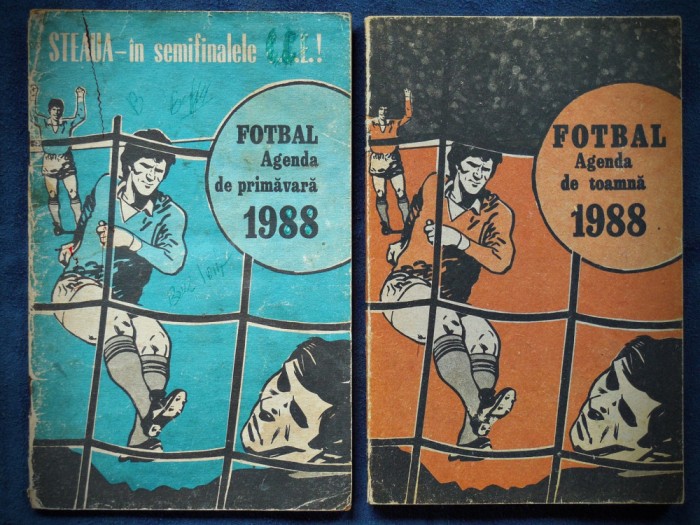 STEAUA – în semifinalele C.C.E.!
FOTBAL
Agenda
de primăvară
1988
FOTBAL
Agenda
de toamnă
1988